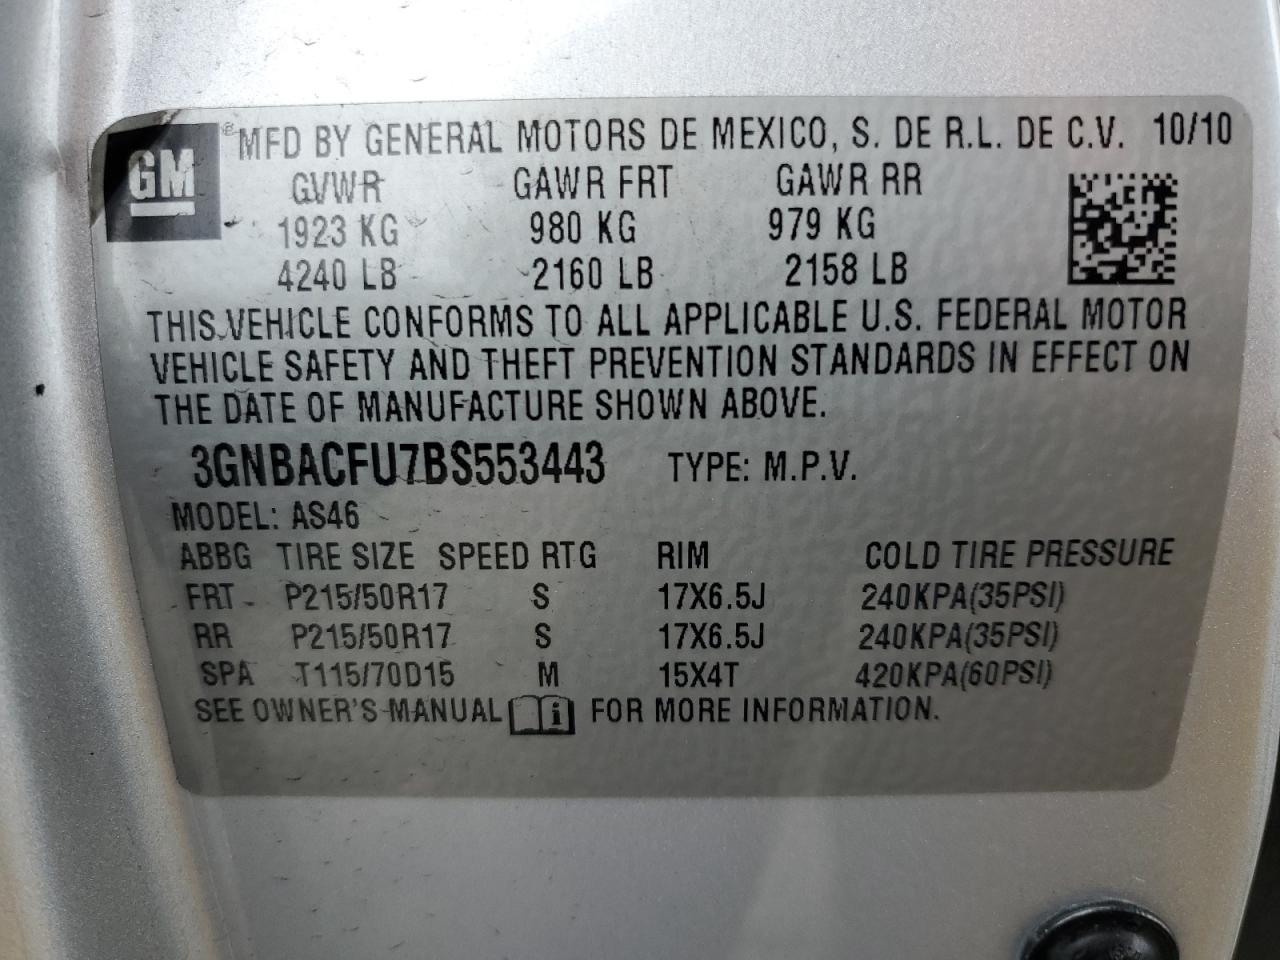 GM
® MFD BY GENERAL MOTORS DE MEXICO, S. DE R.L. DE C.V. 10/10
GVWR GAWR FRT GAWR RR
1923 KG 980 KG 979 KG
4240 LB 2160 LB 2158 LB
THIS VEHICLE CONFORMS TO ALL APPLICABLE U.S. FEDERAL MOTOR
VEHICLE SAFETY AND THEFT PREVENTION STANDARDS IN EFFECT ON
THE DATE OF MANUFACTURE SHOWN ABOVE.
3GNBACFU7BS553443 TYPE: M.P.V.
MODEL: AS46
ABBG TIRE SIZE SPEED RTG RIM COLD TIRE PRESSURE
FRT P215/50R17 S 17X6.5J 240KPA(35PSI)
RR P215/50R17 S 17X6.5J 240KPA(35PSI)
SPA T115/70D15 M 15X4T 420KPA(60PSI)
SEE OWNER'S MANUAL i FOR MORE INFORMATION.